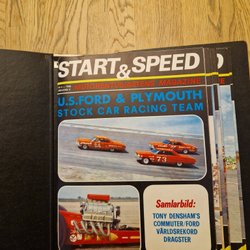 START & SPEED
U.S. FORD & PLYMOUTH
STOCK CAR RACING TEAM
73
Samlarbild:
TONY DENSHAM'S
COMMUTER/FORD
VÄRLDSREKORD
DRAGSTER